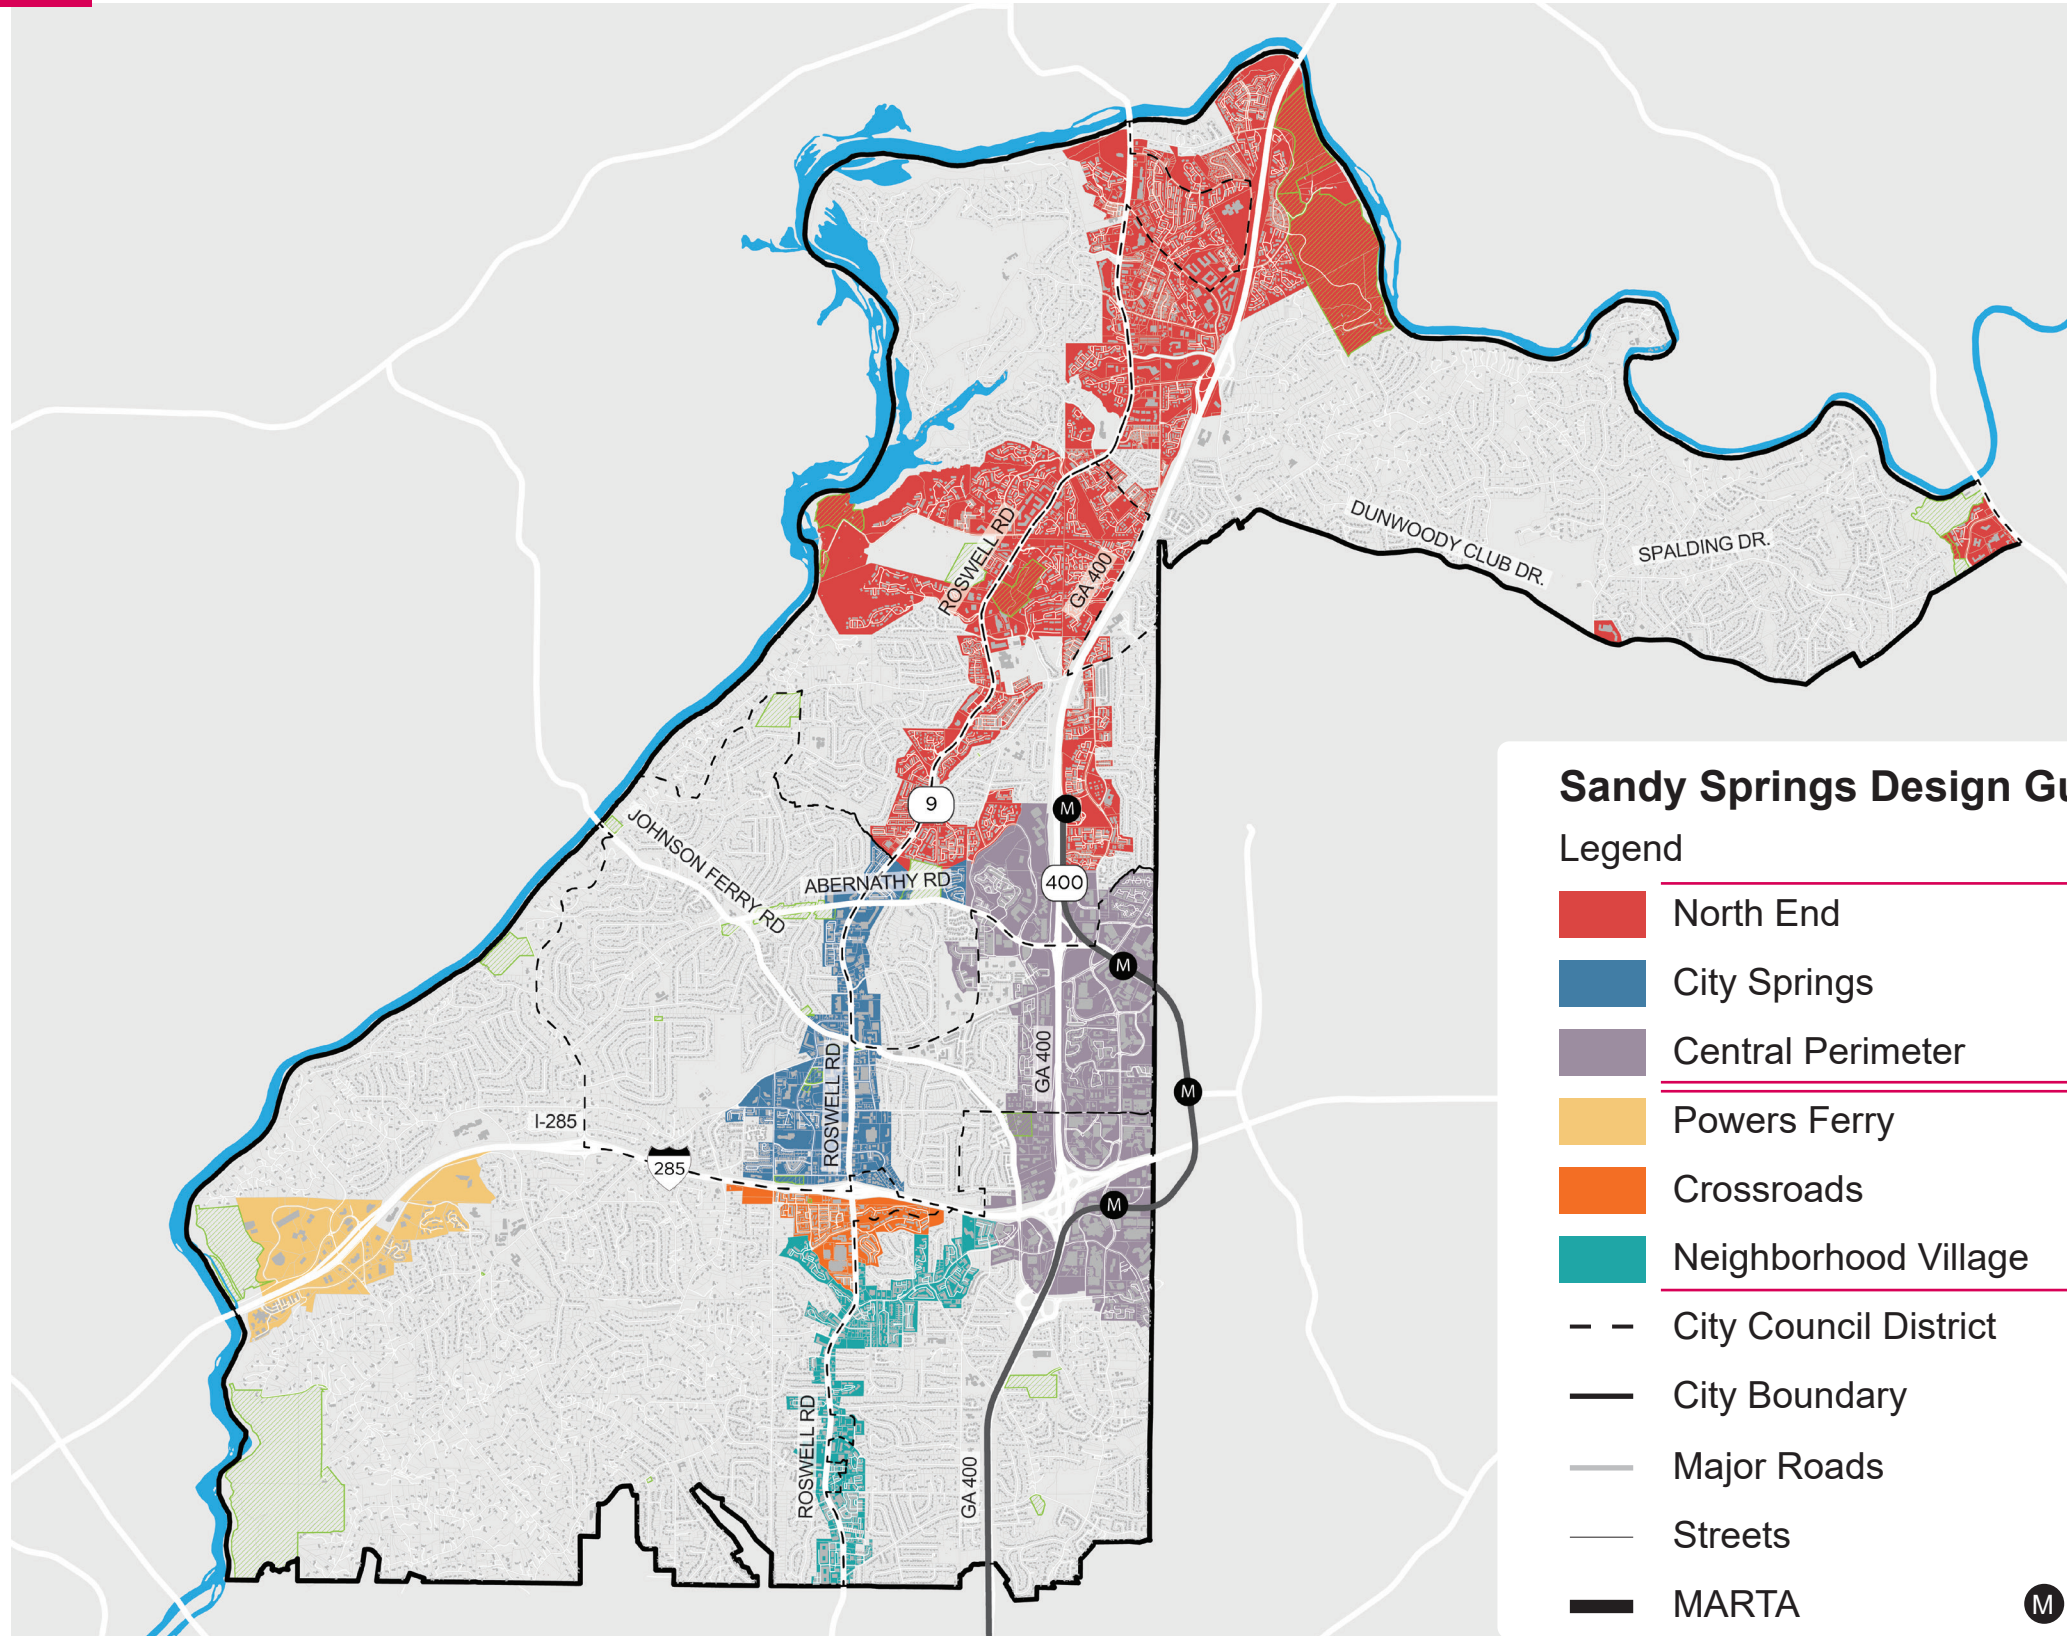 ROSWELL RD
GA 400
DUNWOODY CLUB DR.
SPALDING DR.
9
M
JOHNSON FERRY RD
ABERNATHY RD
400
M
ROSWELL RD
GA 400
M
I-285
285
M
ROSWELL RD
GA 400
Sandy Springs Design Gu
Legend
North End
City Springs
Central Perimeter
Powers Ferry
Crossroads
Neighborhood Village
City Council District
City Boundary
Major Roads
Streets
MARTA M